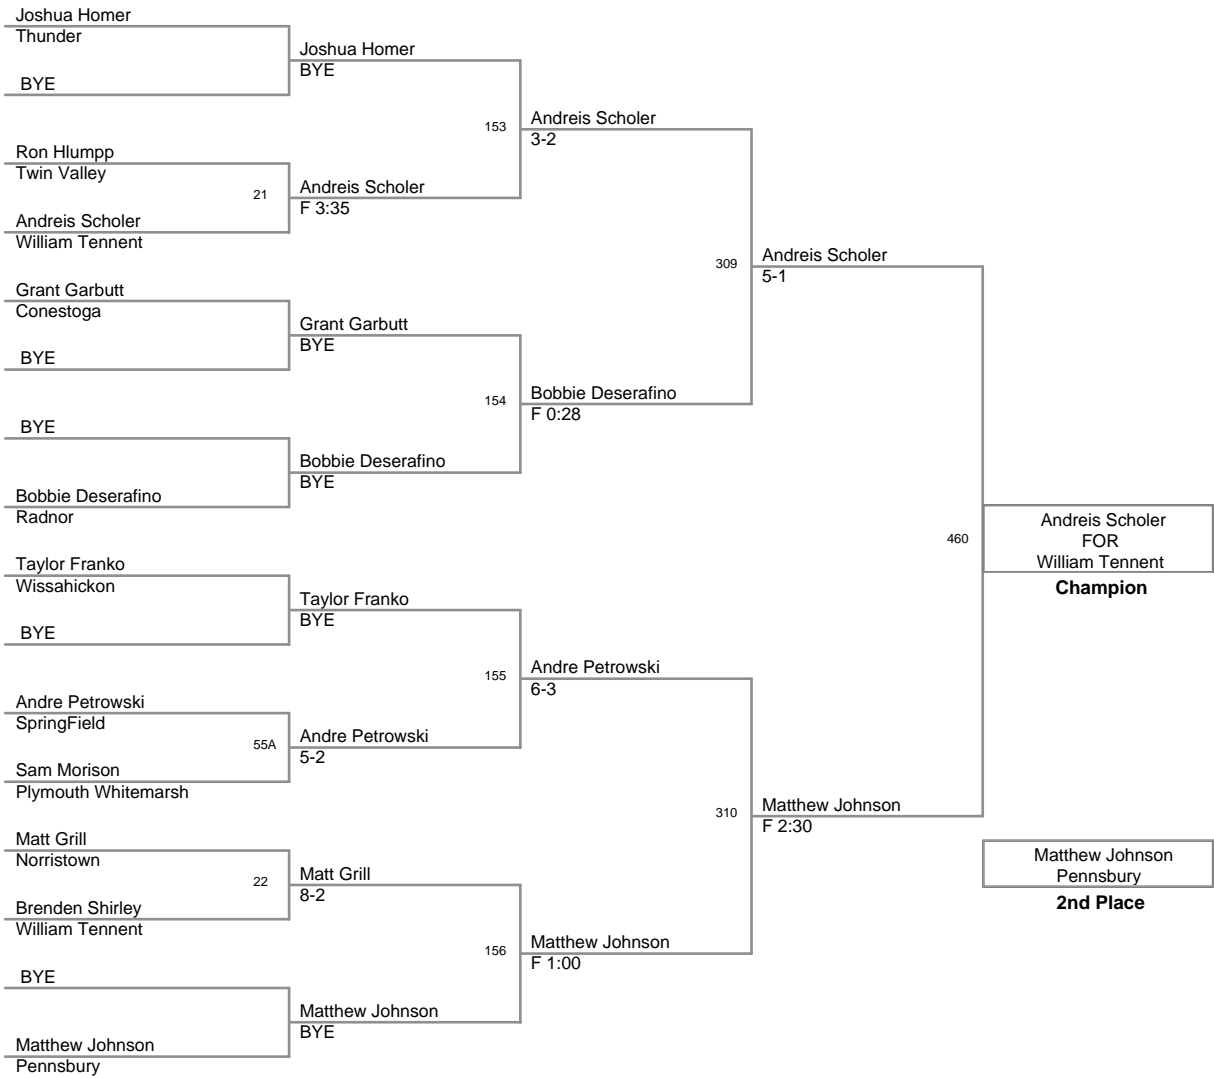 Joshua Homer
Thunder
BYE
Ron Hlumpp
Twin Valley
21
Andreis Scholer
William Tennent
Grant Garbutt
Conestoga
BYE
BYE
Bobbie Deserafino
Radnor
Taylor Franko
Wissahickon
BYE
Andre Petrowski
SpringField
55A
Sam Morison
Plymouth Whitemarsh
Matt Grill
Norristown
22
Brenden Shirley
William Tennent
BYE
Matthew Johnson
Pennsbury
Joshua Homer
BYE
153
Andreis Scholer
F 3:35
Grant Garbutt
BYE
154
Bobbie Deserafino
BYE
Taylor Franko
BYE
155
Andre Petrowski
5-2
Matt Grill
8-2
156
Matthew Johnson
BYE
Andreis Scholer
3-2
309
Bobbie Deserafino
F 0:28
Andre Petrowski
6-3
310
Matthew Johnson
F 1:00
Andreis Scholer
5-1
460
Matthew Johnson
F 2:30
Andreis Scholer
FOR
William Tennent
Champion
Matthew Johnson
Pennsbury
2nd Place